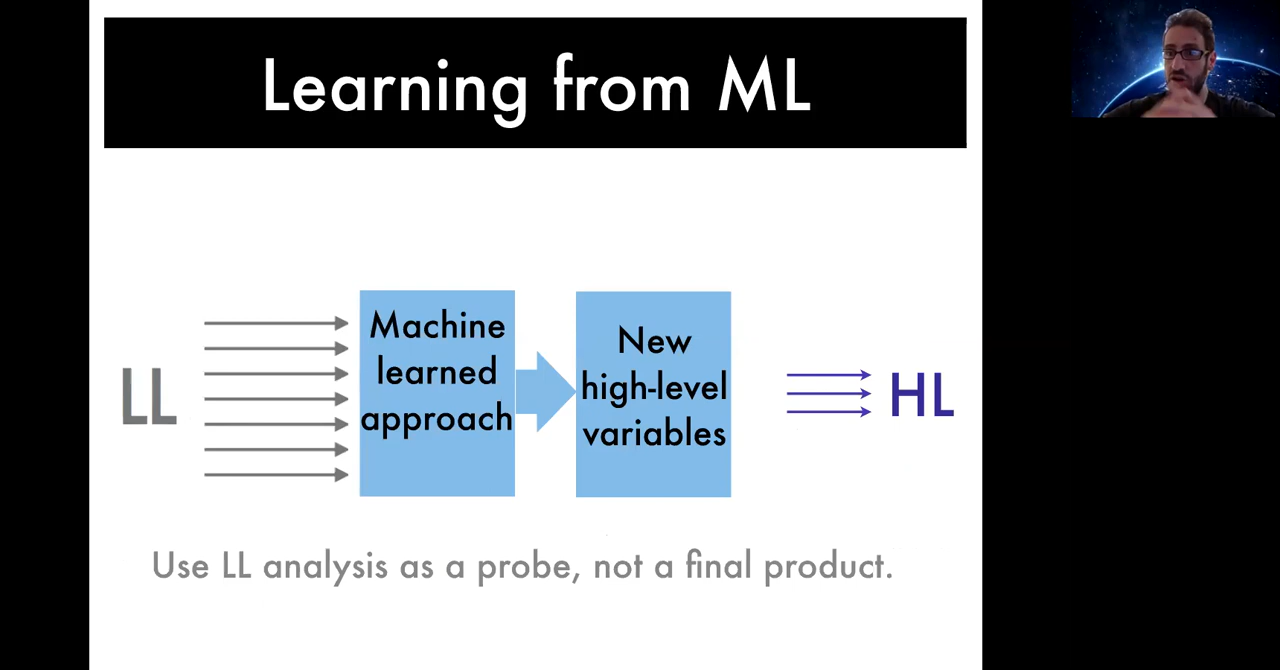 Learning from ML
LL
Machine
learned
approach
New
high-level
variables
HL
Use LL analysis as a probe, not a final product.